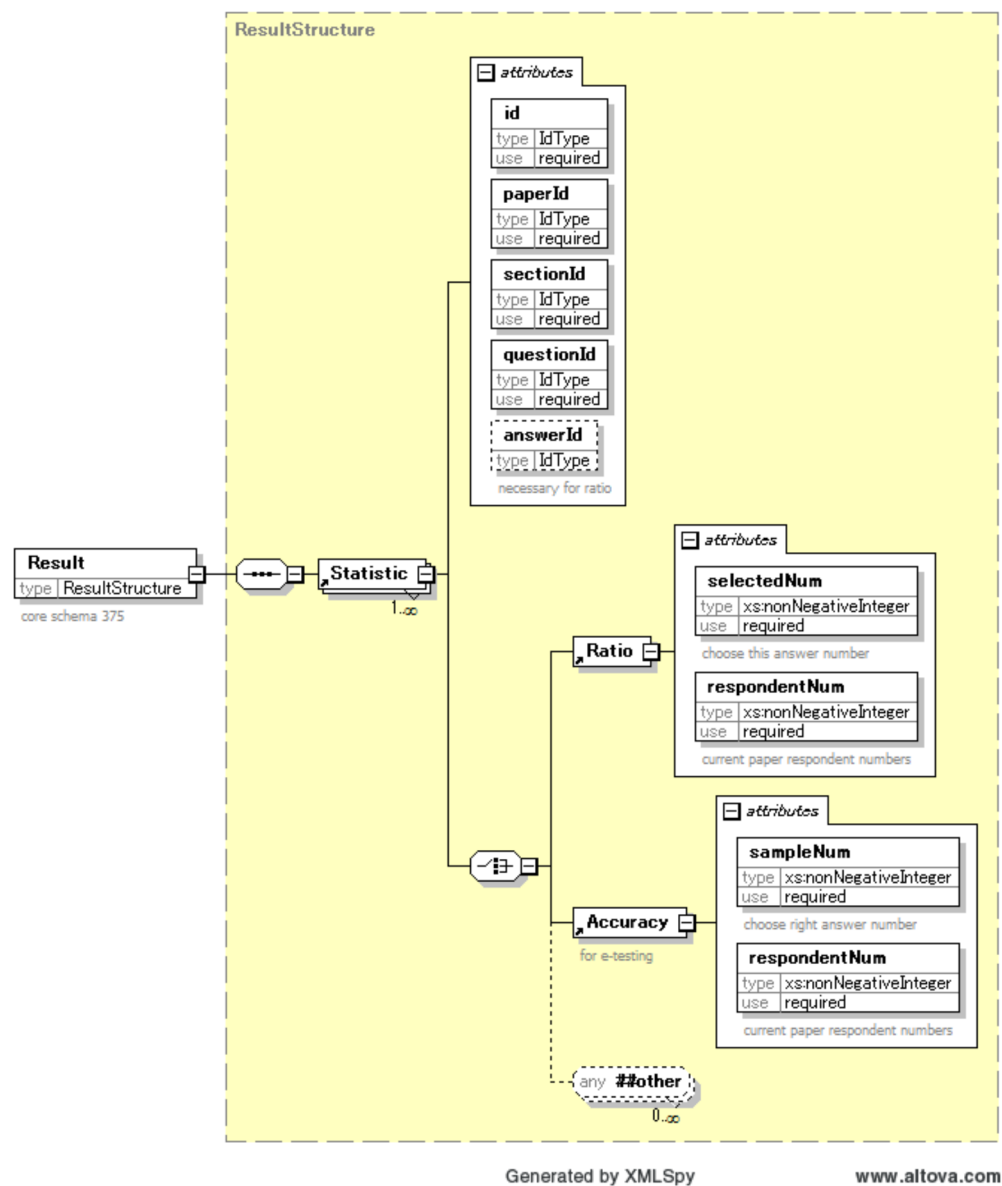 ResultStructure
attributes
id
type IdType
use required
paperId
type IdType
use required
sectionId
type IdType
use required
questionId
type IdType
use required
answerId
type IdType
necessary for ratio
Result
type ResultStructure
core schema 375
Statistic
1..∞
attributes
selectedNum
type xs:nonNegativeInteger
use required
choose this answer number
respondentNum
type xs:nonNegativeInteger
use required
current paper respondent numbers
Ratio
attributes
sampleNum
type xs:nonNegativeInteger
use required
choose right answer number
respondentNum
type xs:nonNegativeInteger
use required
current paper respondent numbers
Accuracy
for e-testing
any ##other
0..∞
Generated by XMLSpy
www.altova.com